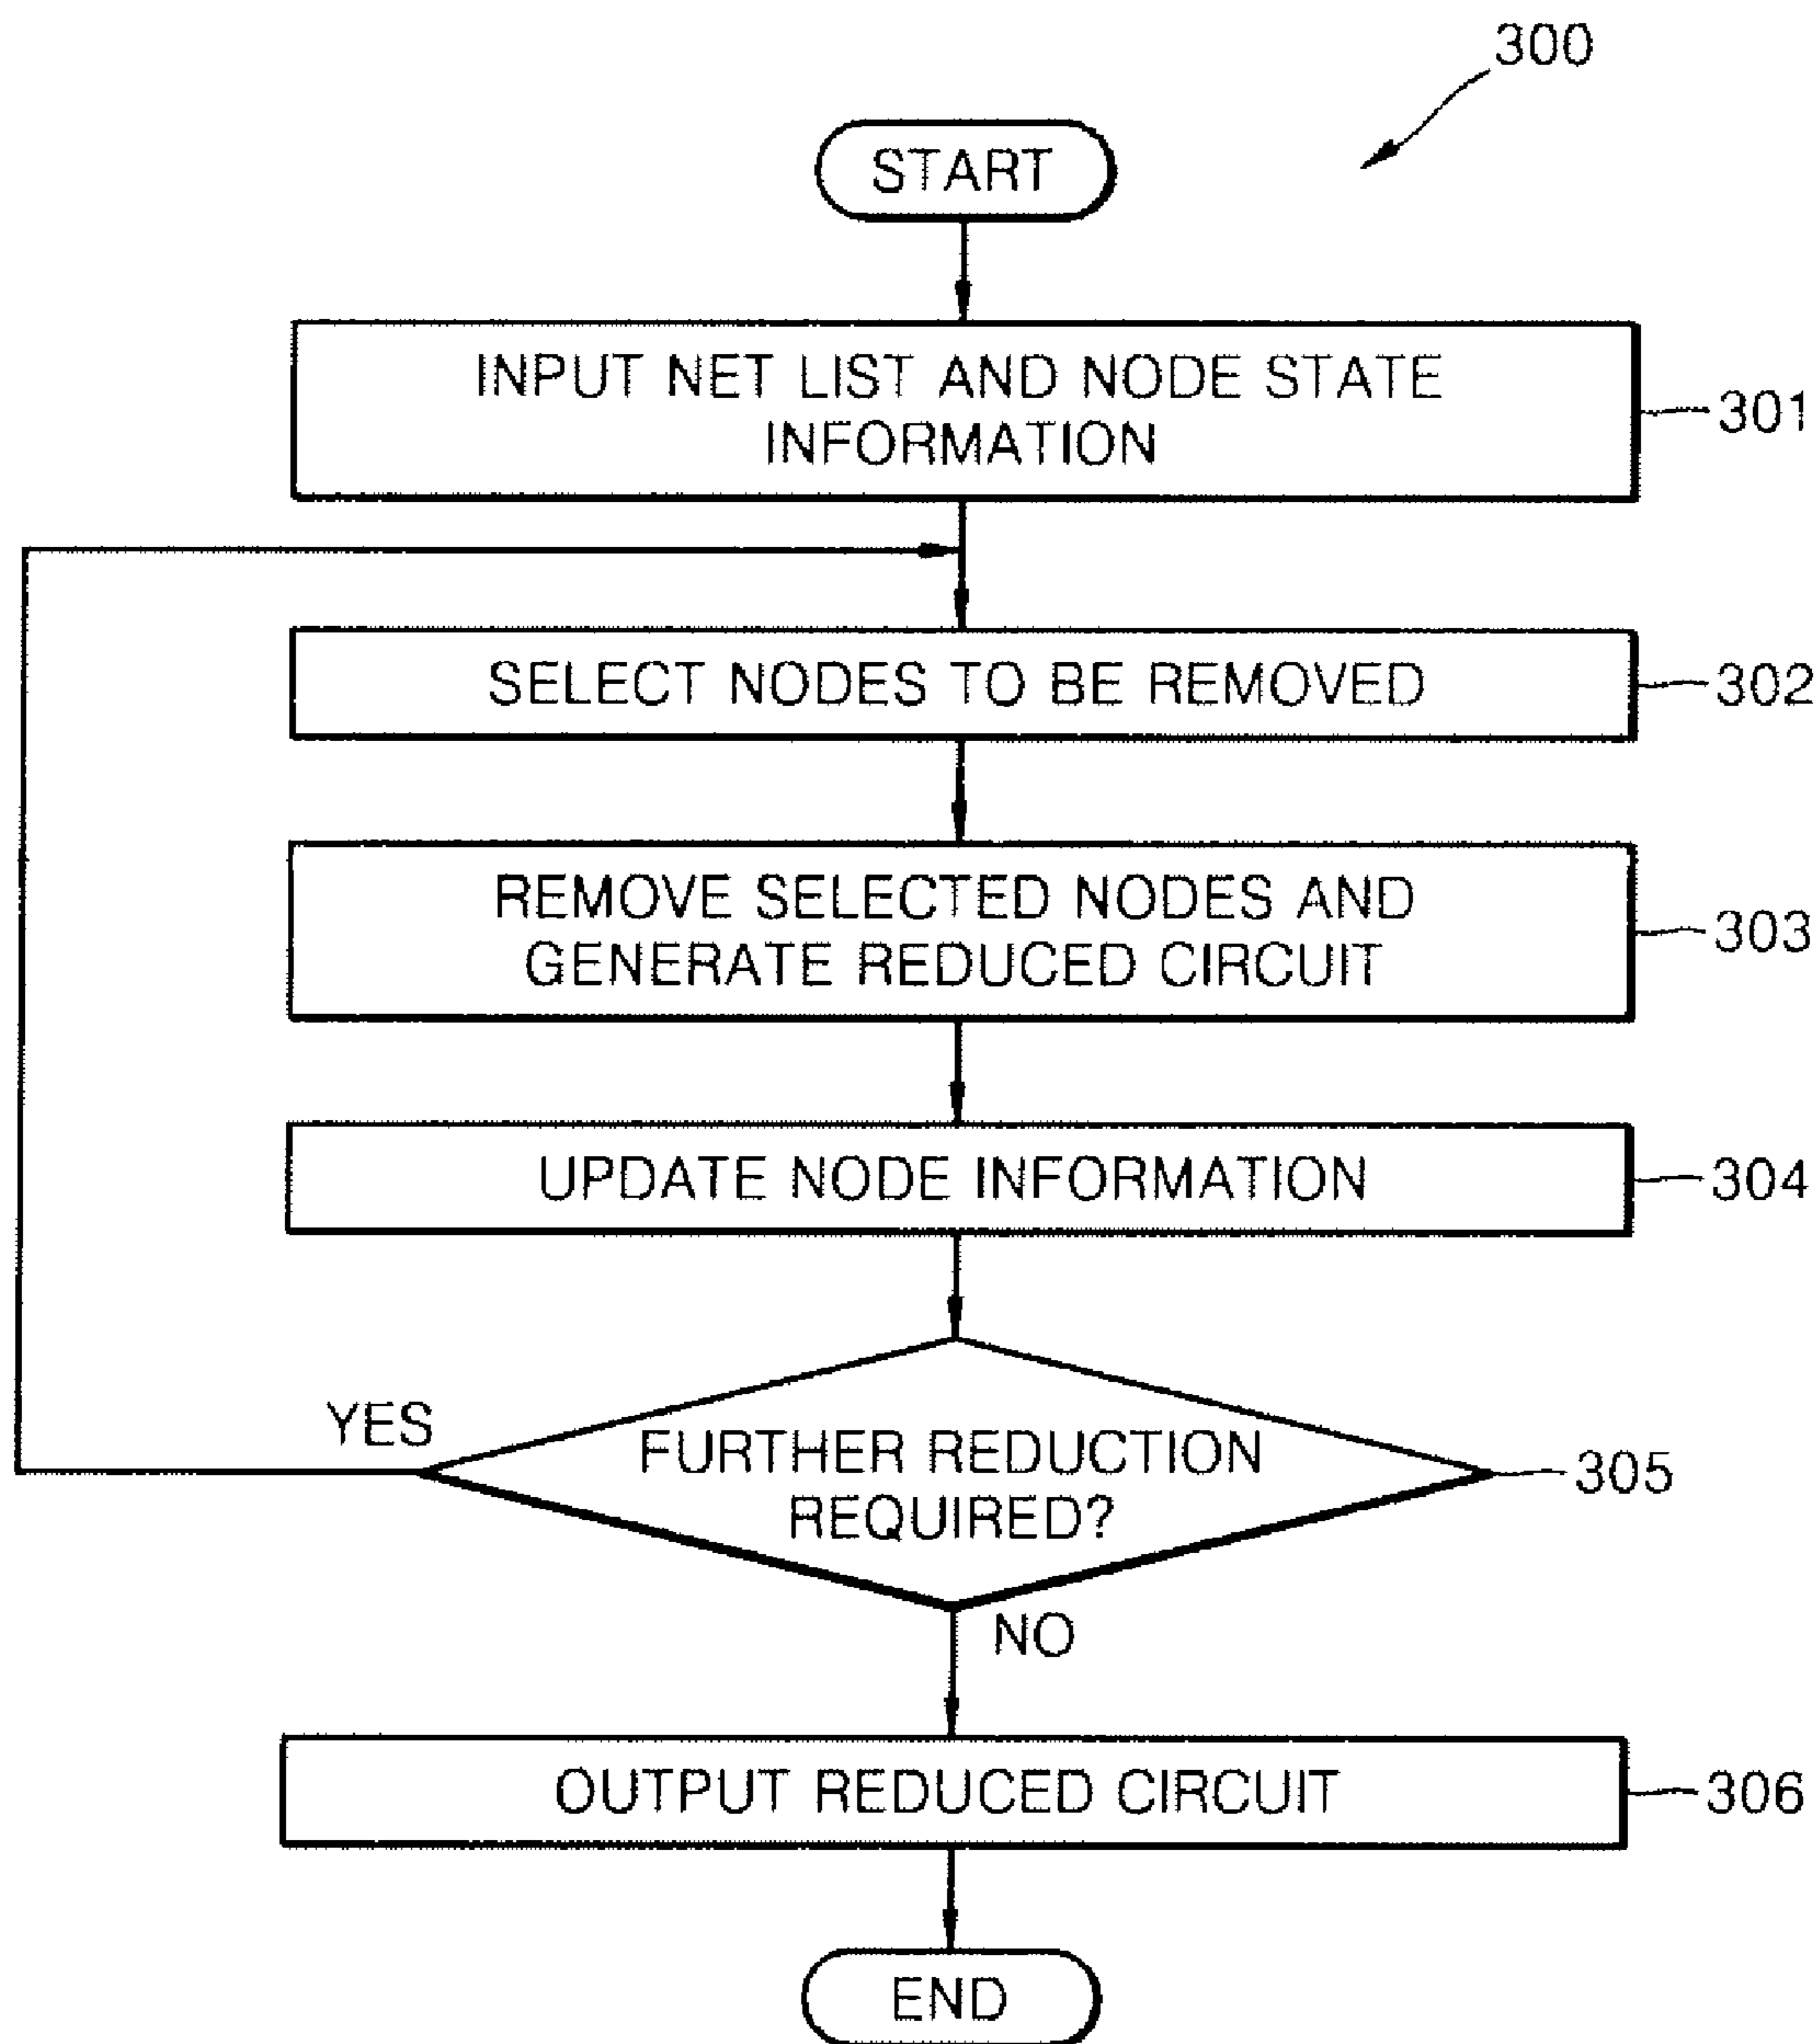 300
START
INPUT NET LIST AND NODE STATE
INFORMATION
301
SELECT NODES TO BE REMOVED
302
REMOVE SELECTED NODES AND
GENERATE REDUCED CIRCUIT
303
UPDATE NODE INFORMATION
304
YES
FURTHER REDUCTION
REQUIRED?
305
NO
OUTPUT REDUCED CIRCUIT
306
END